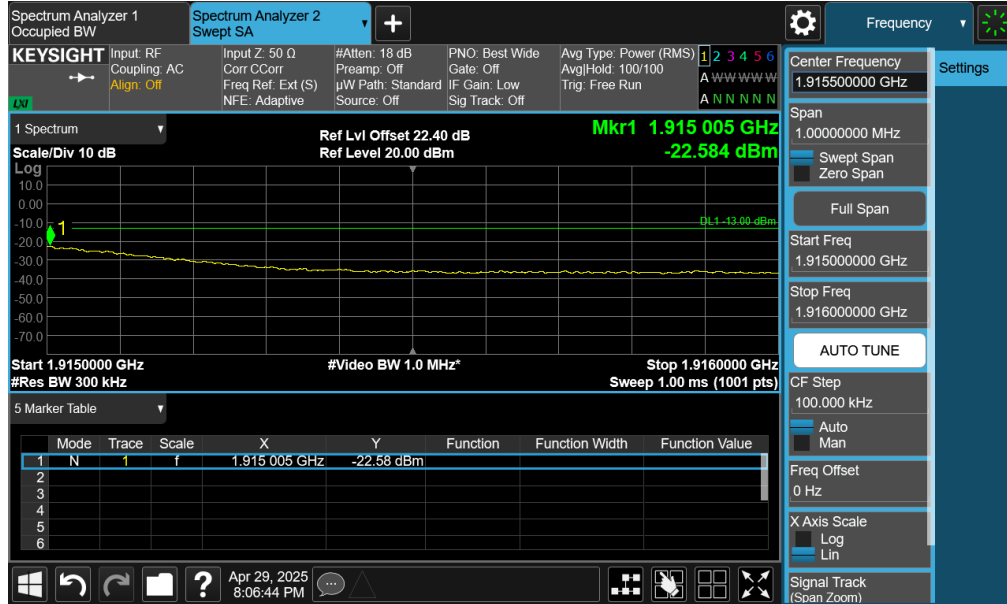 Spectrum Analyzer 1
Occupied BW
Spectrum Analyzer 2
Swept SA
Frequency
KEYSIGHT
LXI
Input: RF
Coupling: AC
Align: Off
Input Z: 50 Ω
Corr CCorr
Freq Ref: Ext (S)
NFE: Adaptive
#Atten: 18 dB
Preamp: Off
µW Path: Standard
Source: Off
PNO: Best Wide
Gate: Off
IF Gain: Low
Sig Track: Off
Avg Type: Power (RMS)
Avg|Hold: 100/100
Trig: Free Run
1 2 3 4 5 6
A W W W W W
A N N N N N
1 Spectrum
Scale/Div 10 dB
Ref Lvl Offset 22.40 dB
Ref Level 20.00 dBm
Mkr1 1.915 005 GHz
-22.584 dBm
Log
10.0
0.00
-10.0
-20.0
-30.0
-40.0
-50.0
-60.0
-70.0
1
DL1 -13.00 dBm
Start 1.9150000 GHz
#Video BW 1.0 MHz*
Stop 1.9160000 GHz
#Res BW 300 kHz
Sweep 1.00 ms (1001 pts)
5 Marker Table
Mode Trace Scale X Y Function Function Width Function Value
1 N 1 f 1.915 005 GHz -22.58 dBm
2
3
4
5
6
Apr 29, 2025
8:06:44 PM
Center Frequency
1.915500000 GHz
Span
1.00000000 MHz
Swept Span
Zero Span
Full Span
Start Freq
1.915000000 GHz
Stop Freq
1.916000000 GHz
AUTO TUNE
CF Step
100.000 kHz
Auto
Man
Freq Offset
0 Hz
X Axis Scale
Log
Lin
Signal Track
(Span Zoom)
Settings